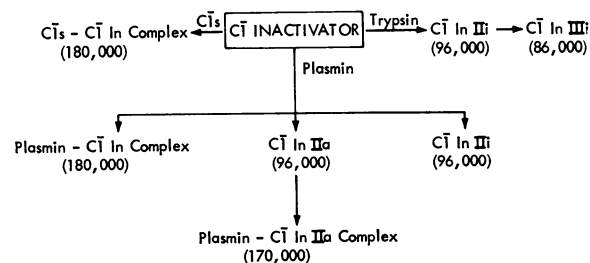 C1̅s
C1̅s – C1̅ In Complex
(180,000)
C1̅ INACTIVATOR
Trypsin
C1̅ In IIi
(96,000)
C1̅ In IIIi
(86,000)
Plasmin
Plasmin – C1̅ In Complex
(180,000)
C1̅ In IIa
(96,000)
C1̅ In IIi
(96,000)
Plasmin – C1̅ In IIa Complex
(170,000)